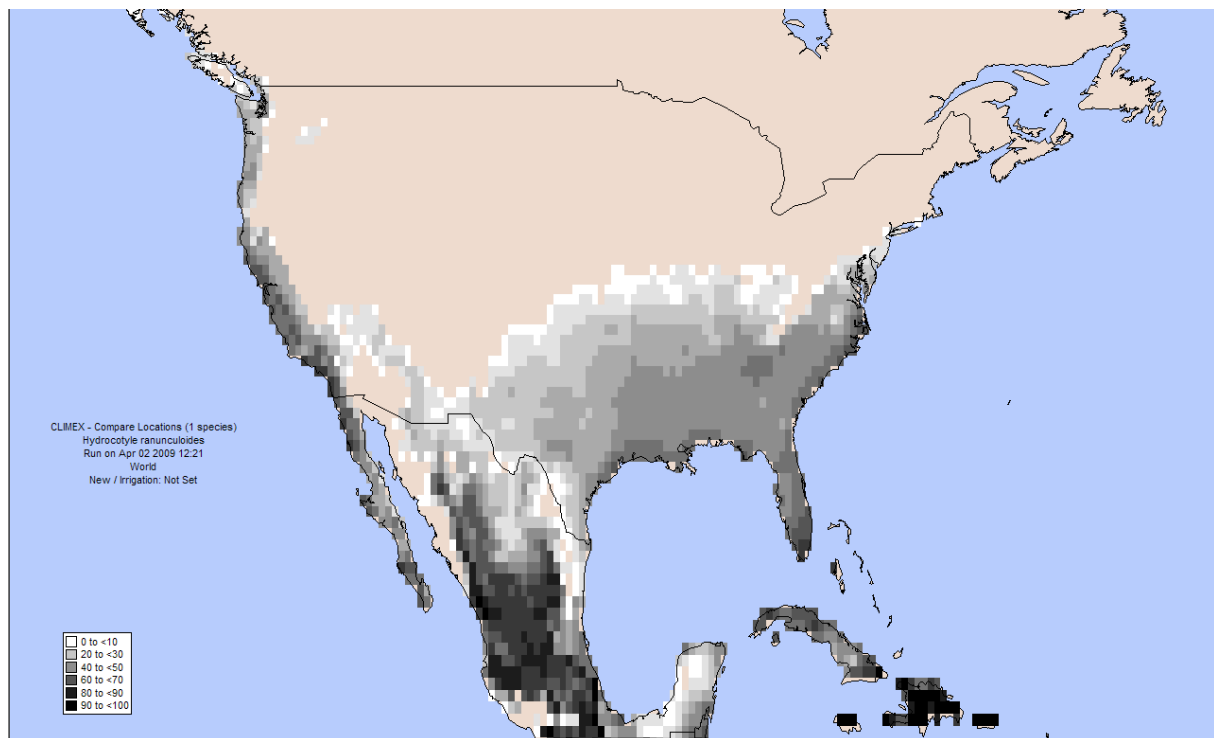 CLIMEX - Compare Locations (1 species)
Hydrocotyle ranunculoides
Run on Apr 02 2009 12:21
World
New / Irrigation: Not Set
0 to <10
20 to <30
40 to <50
60 to <70
80 to <90
90 to <100